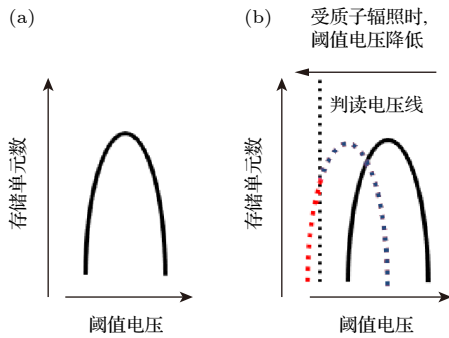 (a)
存储单元数
阈值电压
(b)
受质子辐照时,
阈值电压降低
判读电压线
存储单元数
阈值电压